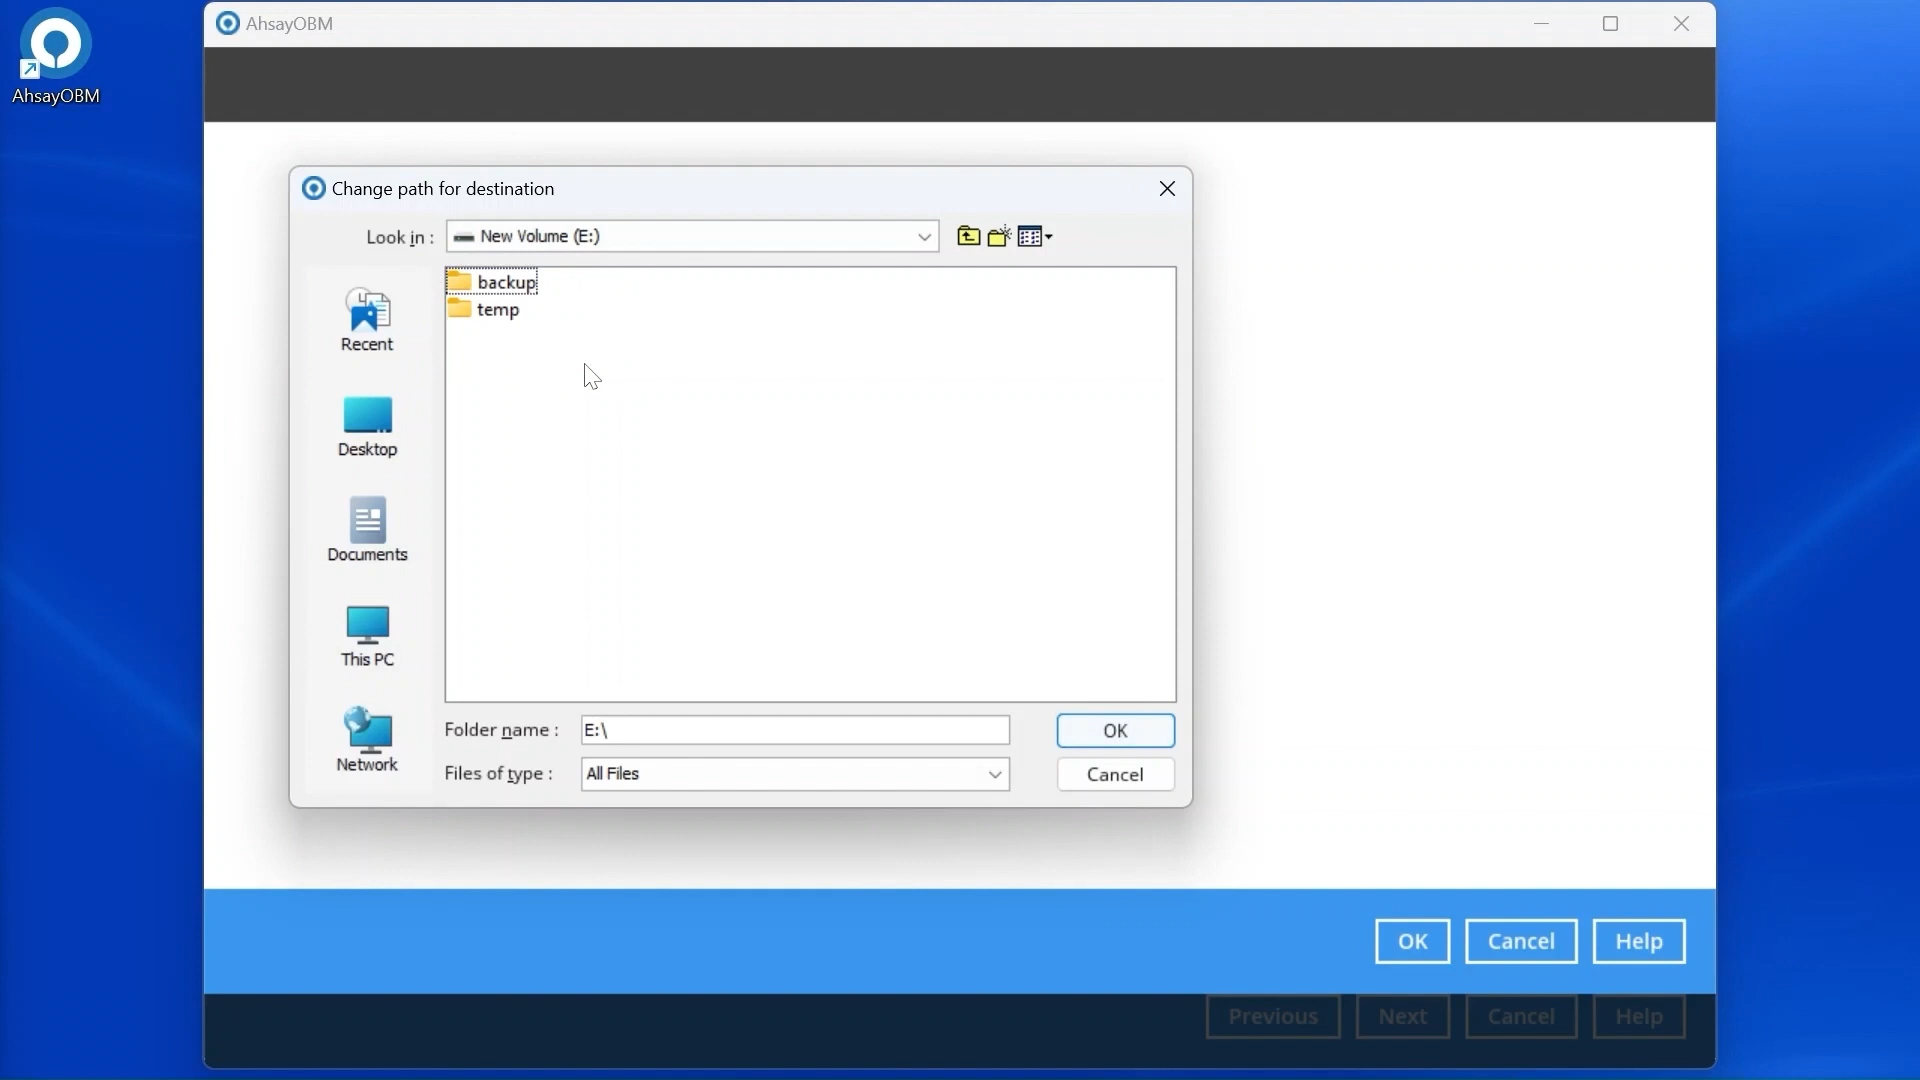 AhsayOBM
AhsayOBM
Change path for destination
Look in :
New Volume (E:)
backup
temp
Recent
Desktop
Documents
This PC
Network
Folder name :
E:\
OK
Files of type :
All Files
Cancel
OK
Cancel
Help
Previous
Next
Cancel
Help